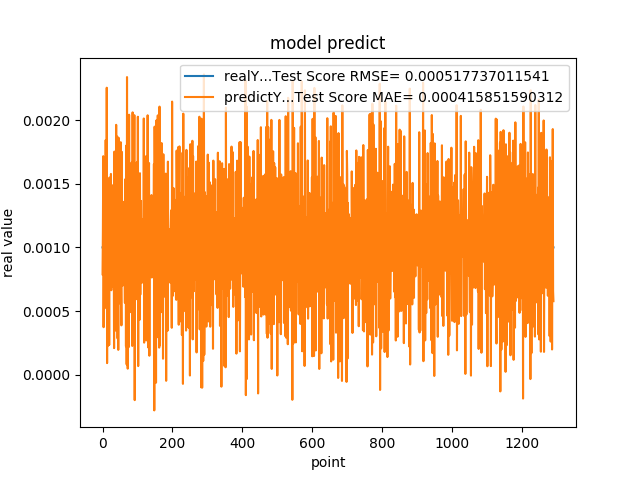 model predict
realY...Test Score RMSE= 0.000517737011541
predictY...Test Score MAE= 0.000415851590312
0.0020
0.0015
0.0010
0.0005
0.0000
real value
0 200 400 600 800 1000 1200
point